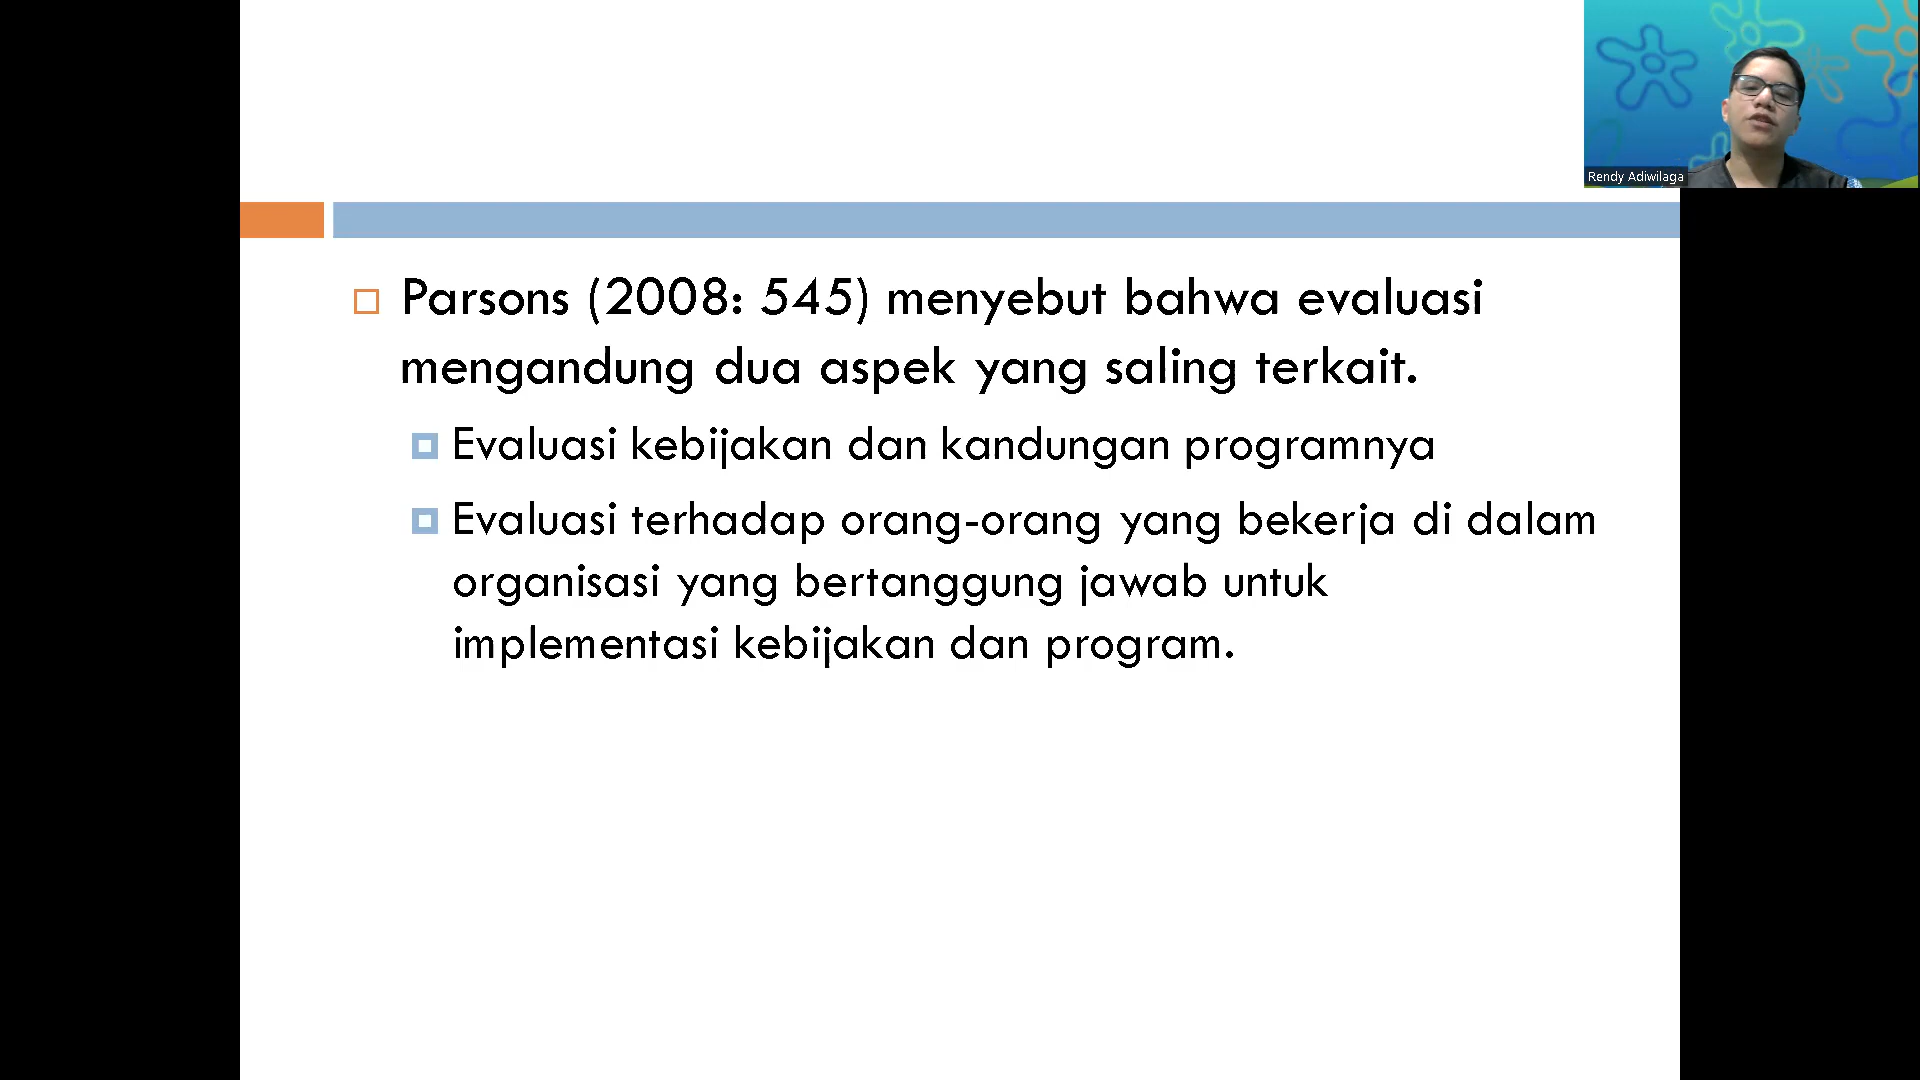 Rendy Adiwilaga
Parsons (2008: 545) menyebut bahwa evaluasi
mengandung dua aspek yang saling terkait.
Evaluasi kebijakan dan kandungan programnya
Evaluasi terhadap orang-orang yang bekerja di dalam
organisasi yang bertanggung jawab untuk
implementasi kebijakan dan program.